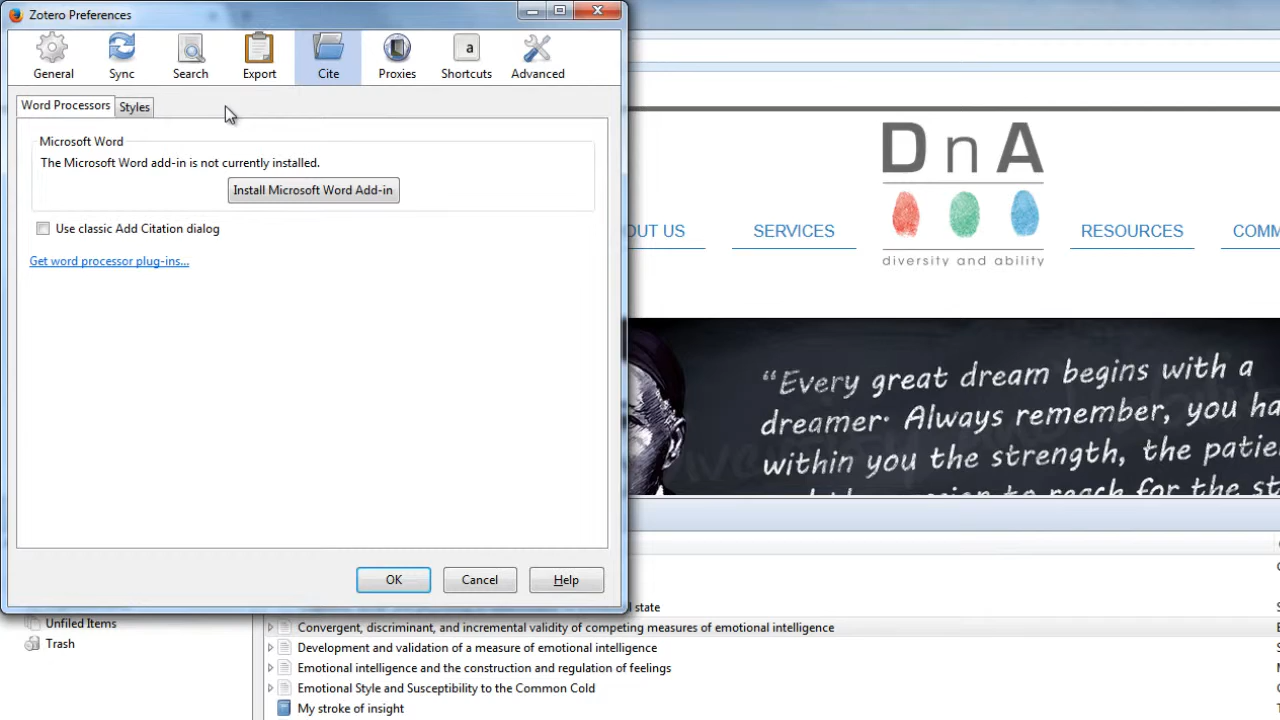 Zotero Preferences
General
Sync
Search
Export
Cite
a
Proxies
Shortcuts
Advanced
Word Processors
Styles
Microsoft Word
The Microsoft Word add-in is not currently installed.
Install Microsoft Word Add-in
Use classic Add Citation dialog
Get word processor plug-ins...
OK
Cancel
Help
DnA
diversity and ability
OUT US
SERVICES
RESOURCES
COMM
“Every great dream begins with a
dreamer. Always remember, you ha
within you the strength, the patie
to reach for the st
Unfiled Items
Trash
l state
Convergent, discriminant, and incremental validity of competing measures of emotional intelligence
Development and validation of a measure of emotional intelligence
Emotional intelligence and the construction and regulation of feelings
Emotional Style and Susceptibility to the Common Cold
My stroke of insight